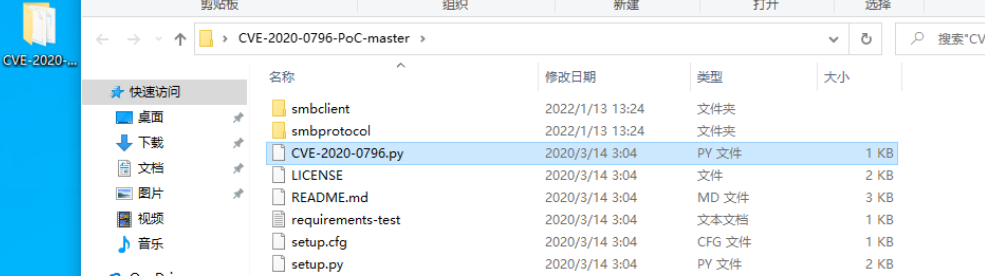 剪贴板 组织 新建 打开 选择
CVE-2020-0796-PoC-master 搜索"CV
CVE-2020-...
名称 修改日期 类型 大小
快速访问
桌面
下载
文档
图片
视频
音乐
smbclient 2022/1/13 13:24 文件夹
smbprotocol 2022/1/13 13:24 文件夹
CVE-2020-0796.py 2020/3/14 3:04 PY 文件 1 KB
LICENSE 2020/3/14 3:04 文件 2 KB
README.md 2020/3/14 3:04 MD 文件 3 KB
requirements-test 2020/3/14 3:04 文本文档 1 KB
setup.cfg 2020/3/14 3:04 CFG 文件 1 KB
setup.py 2020/3/14 3:04 PY 文件 2 KB